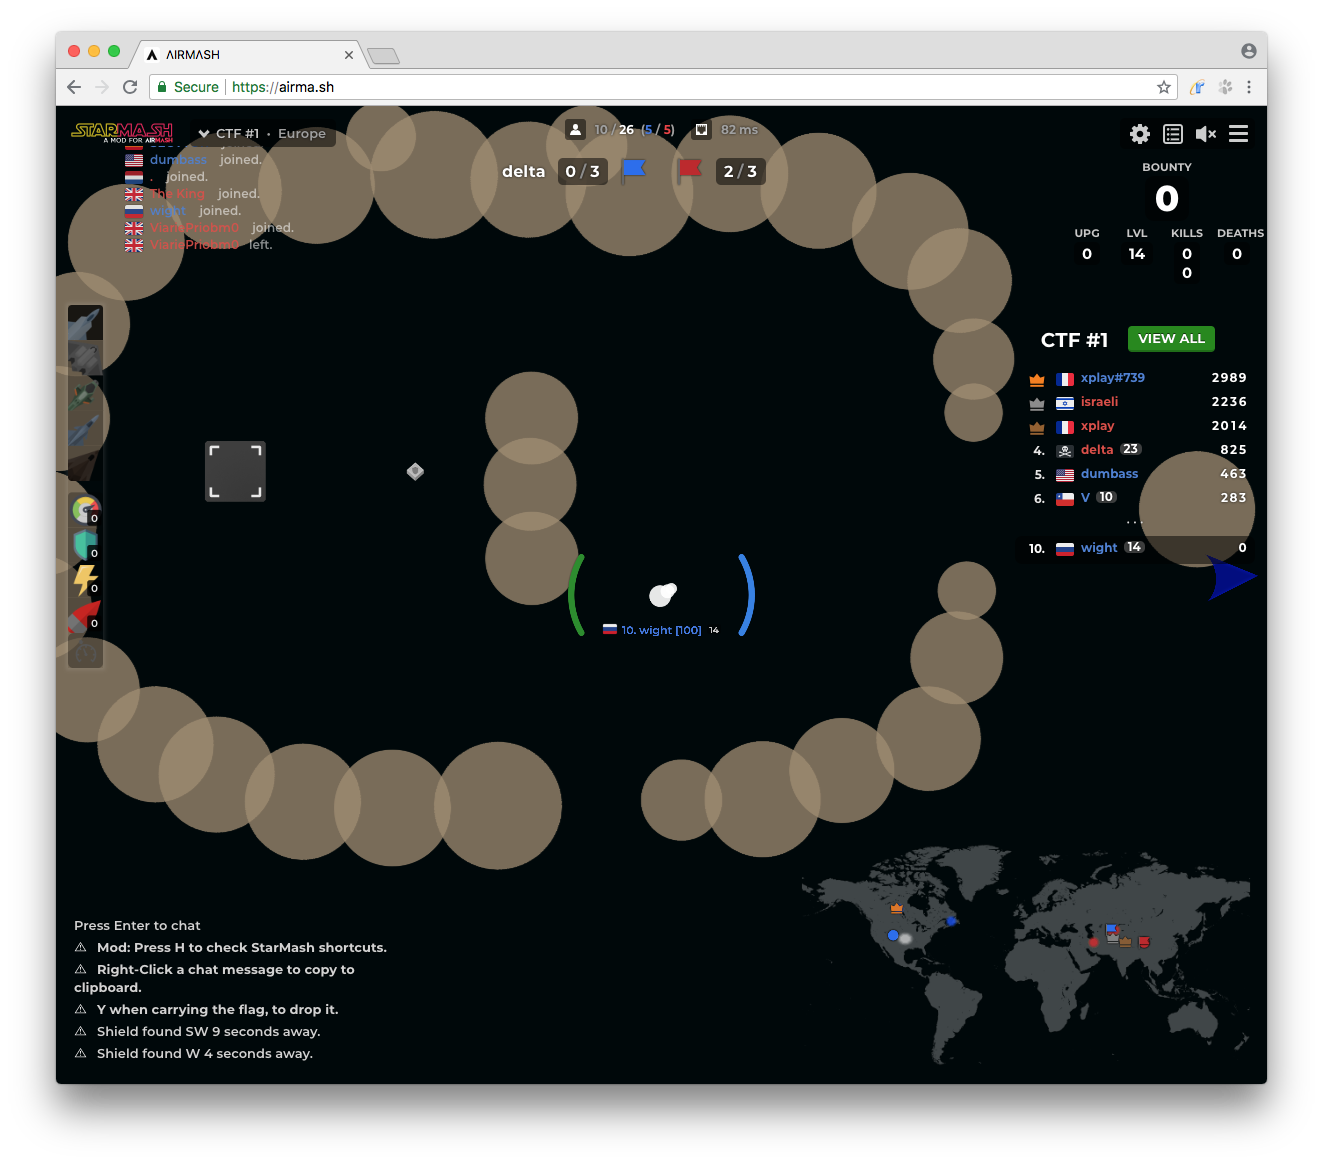 ΛIRMΛSH
Secure
https://airma.sh
STARMASH
A MOD FOR AIRMASH
CTF #1 · Europe
10 / 26 (5 / 5)
82 ms
dumbass joined.
. joined.
The King joined.
wight joined.
ViarioPriobm0 joined.
ViarioPriobm0 left.
delta 0 / 3
2 / 3
BOUNTY
0
UPG LVL KILLS DEATHS
0 14 0 0
0
CTF #1 VIEW ALL
xplay#739 2989
israeli 2236
xplay 2014
4. delta 23 825
5. dumbass 463
6. V 10 283
...
10. wight 14 0
0
0
0
0
10. wight [100] 14
Press Enter to chat
⚠ Mod: Press H to check StarMash shortcuts.
⚠ Right-Click a chat message to copy to
clipboard.
⚠ Y when carrying the flag, to drop it.
⚠ Shield found SW 9 seconds away.
⚠ Shield found W 4 seconds away.